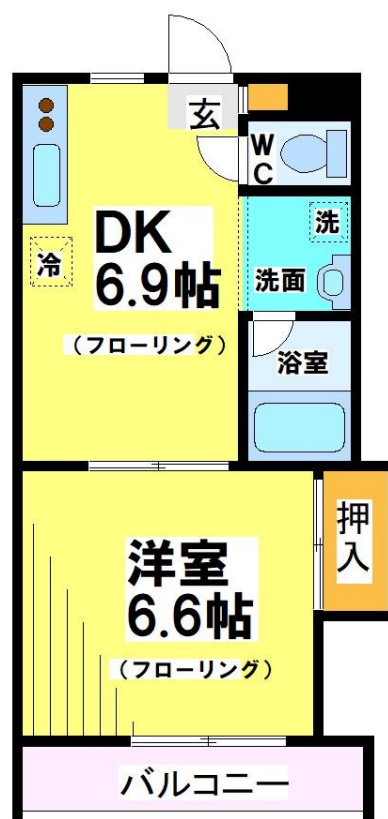 玄
WC
DK
6.9帖
(フローリング)
冷
洗
洗面
浴室
洋室
6.6帖
(フローリング)
押入
バルコニー